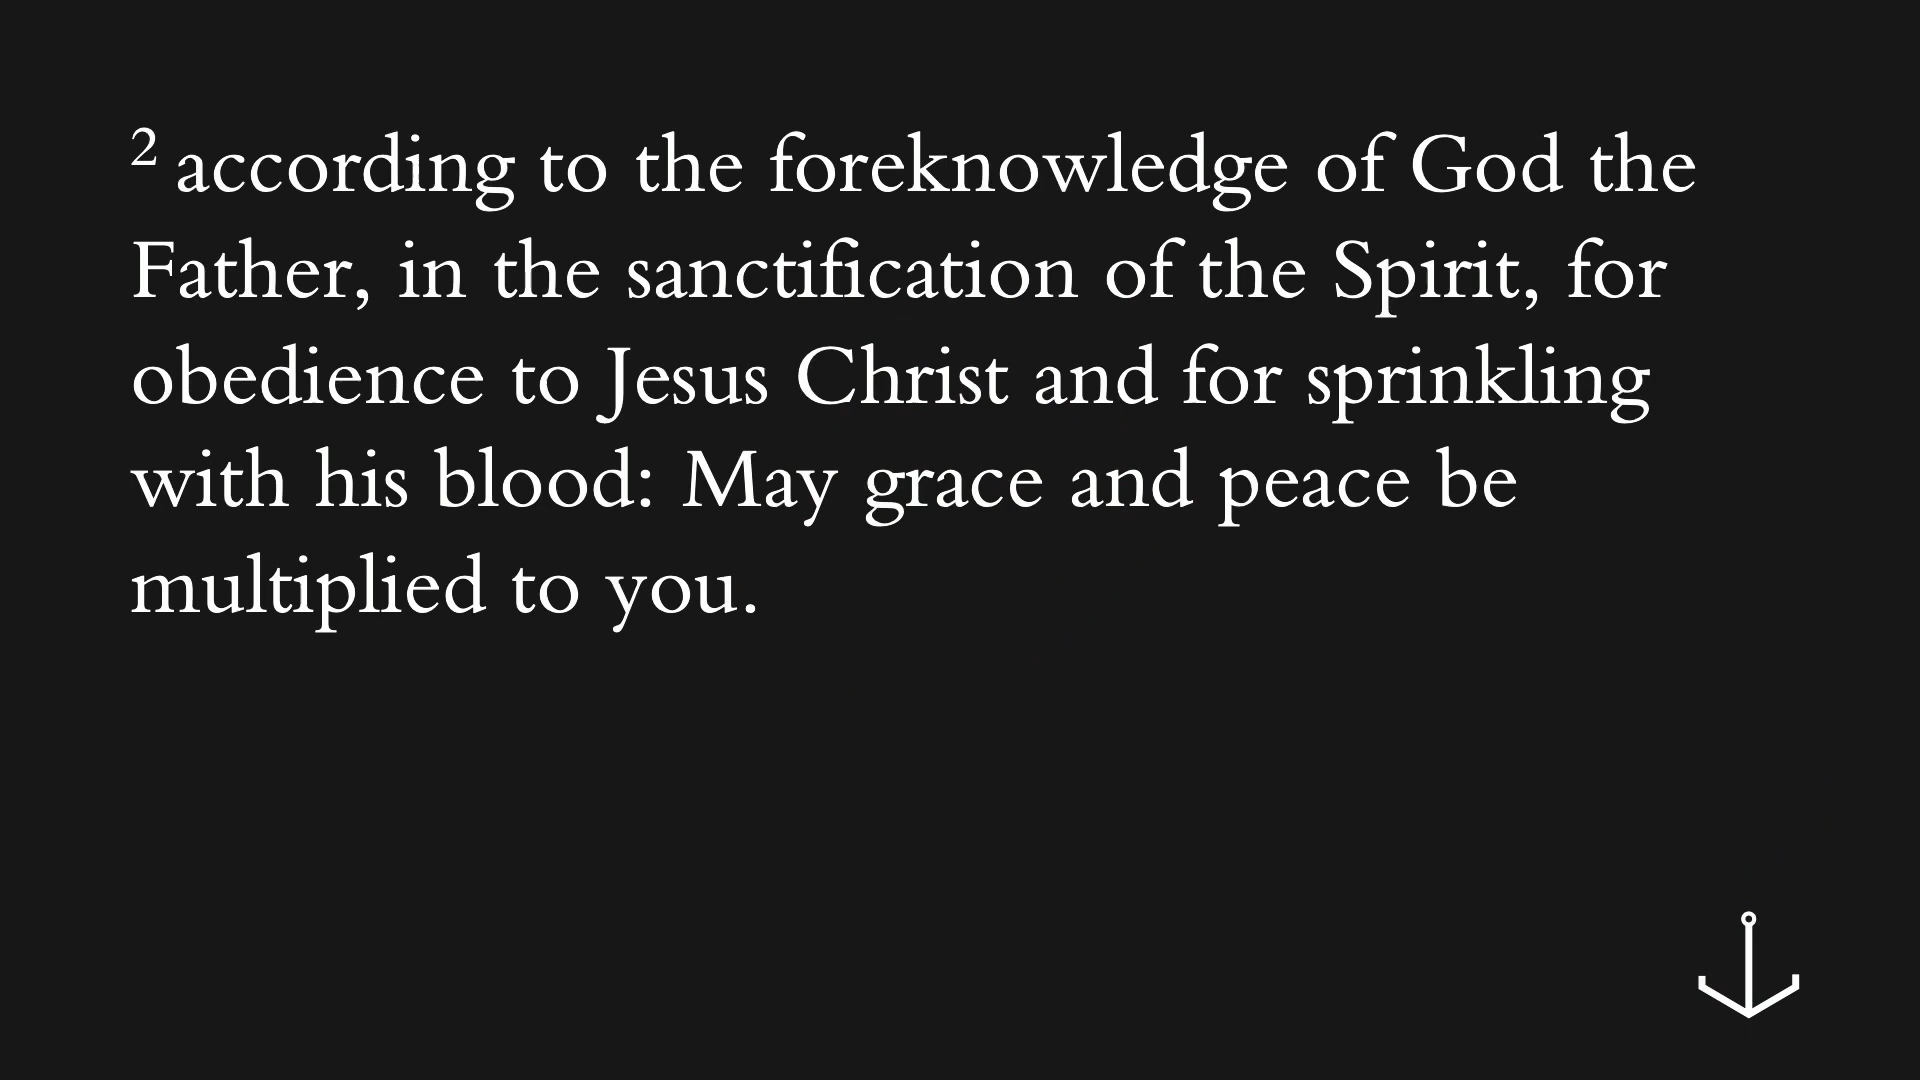 ² according to the foreknowledge of God the
Father, in the sanctification of the Spirit, for
obedience to Jesus Christ and for sprinkling
with his blood: May grace and peace be
multiplied to you.